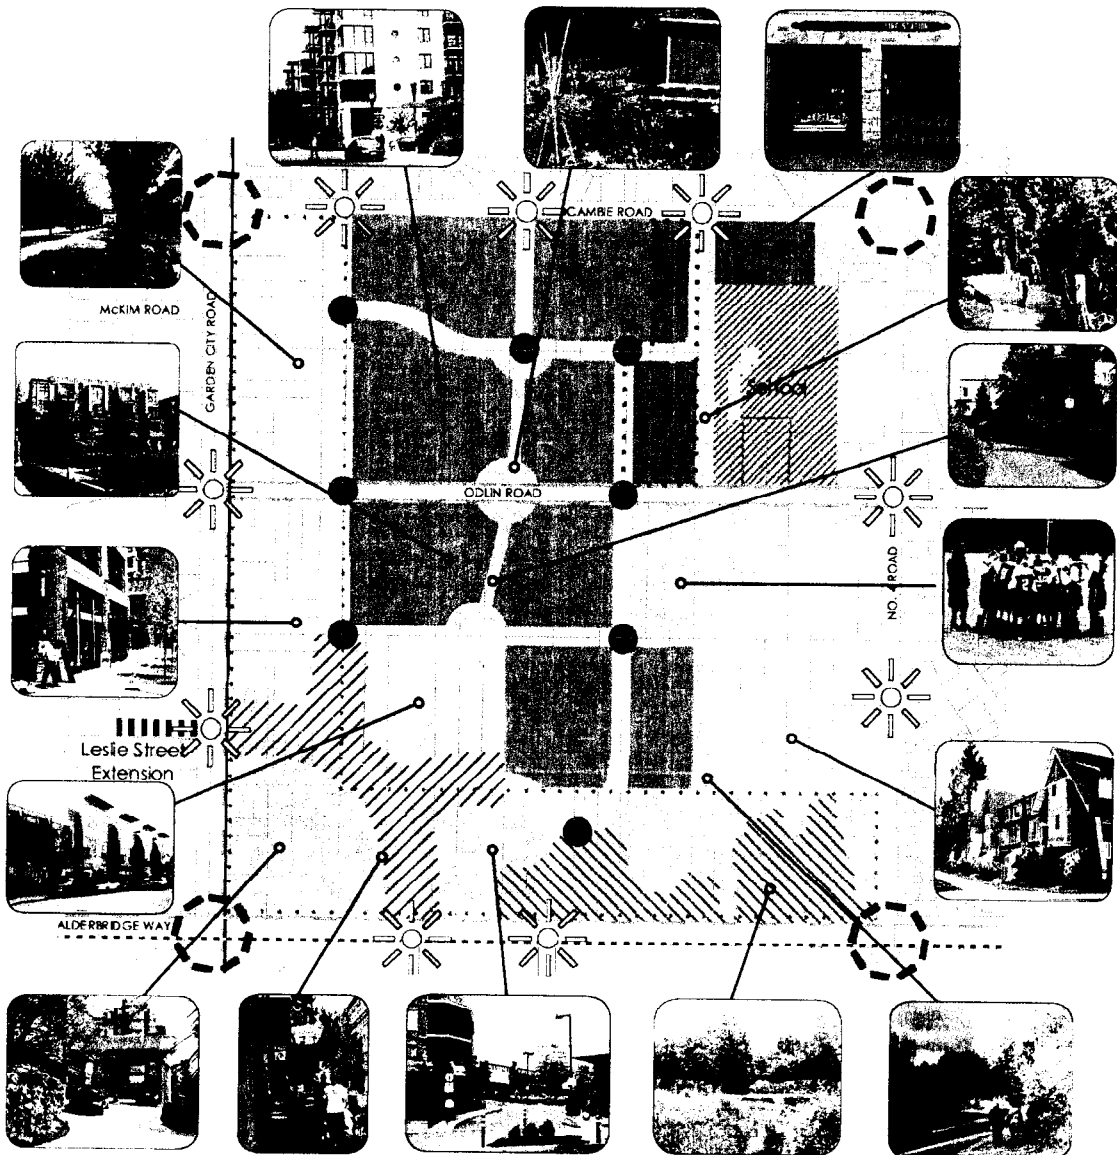 CAMBIE ROAD
McKIM ROAD
GARDEN CITY ROAD
School
ODLIN ROAD
NO. 4 ROAD
Leslie Street
Extension
ALDERBRIDGE WAY